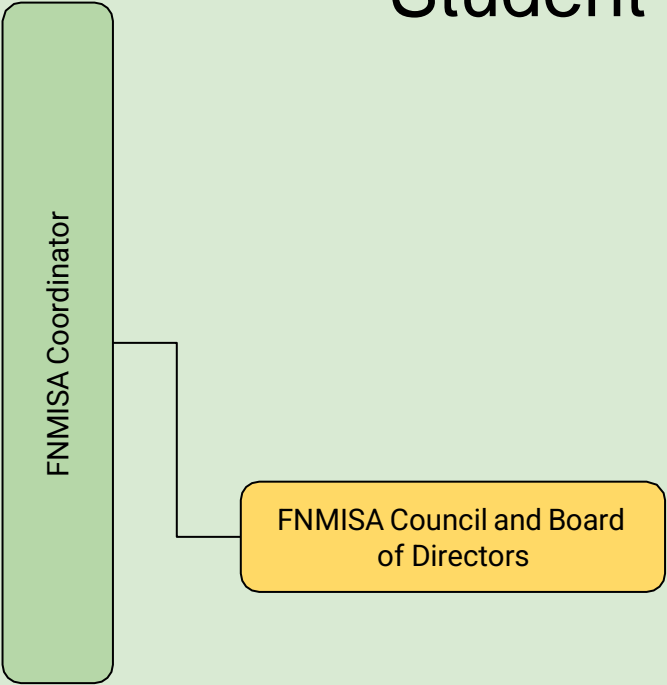 Student
FNMISA Coordinator
FNMISA Council and Board
of Directors